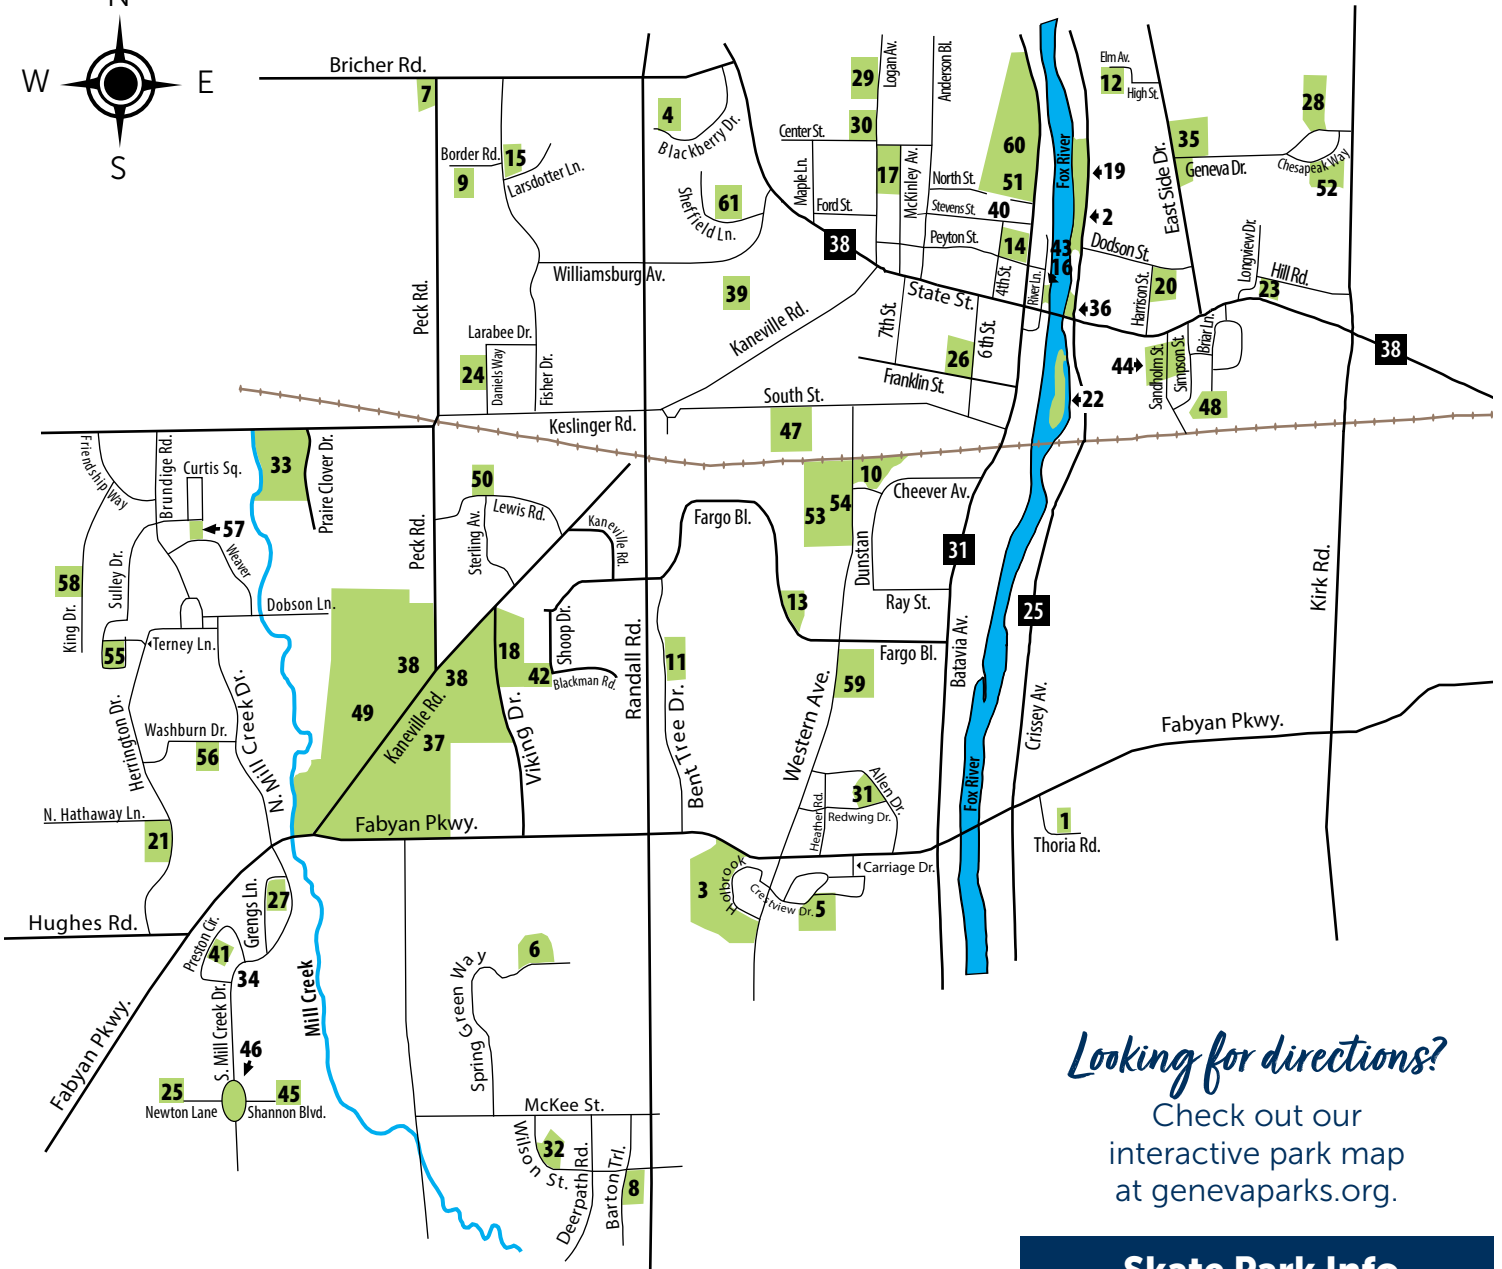 N
W
E
S
Bricher Rd.
7
4
Blackberry Dr.
29
Logan Av.
Anderson Bl.
30
Center St.
Elm Av.
12
High St.
28
35
Geneva Dr.
Chesapeak Way
52
60
51
Fox River
19
2
East Side Dr.
Border Rd.
15
9
Larsdotter Ln.
61
Sheffield Ln.
Maple Ln.
Ford St.
17
McKinley Av.
North St.
Stevens St.
40
Peyton St.
14
43
16
Dodson St.
Longview Dr.
Hill Rd.
23
38
Williamsburg Av.
39
Peck Rd.
State St.
4th St.
River Ln.
36
Harrison St.
20
Kaneville Rd.
7th St.
6th St.
26
Franklin St.
Larabee Dr.
24
Daniels Way
Fisher Dr.
44
Sandholm St.
Simpson St.
Briar Ln.
38
22
48
South St.
Keslinger Rd.
47
Friendship Way
Brundige Rd.
Curtis Sq.
33
Prairie Clover Dr.
57
Weaver
50
Lewis Rd.
Sterling Av.
Peck Rd.
Kaneville Rd.
Fargo Bl.
10
Cheever Av.
54
53
Dunstan
31
58
King Dr.
Sulley Dr.
Dobson Ln.
55
Terney Ln.
13
Ray St.
25
Kirk Rd.
Fargo Bl.
Batavia Av.
38
38
18
42
Shoop Dr.
Blackman Rd.
Randall Rd.
11
59
49
Kaneville Rd.
37
Viking Dr.
Bent Tree Dr.
Western Ave.
Crissey Av.
Fabyan Pkwy.
Herrington Dr.
Washburn Dr.
56
N. Mill Creek Dr.
Fox River
31
Allen Dr.
Heather Rd.
Redwing Dr.
N. Hathaway Ln.
21
Fabyan Pkwy.
1
Thoria Rd.
3
Holbrook
Crestview Dr.
5
Carriage Dr.
Hughes Rd.
27
Grengs Ln.
Preston Cir.
41
34
S. Mill Creek Dr.
Mill Creek
Spring Green Way
6
Fabyan Pkwy.
46
25
Newton Lane
45
Shannon Blvd.
McKee St.
Wilson St.
32
Deerpath Rd.
Barton Trl.
8
Looking for directions?
Check out our
interactive park map
at genevaparks.org.
Skate Park Info